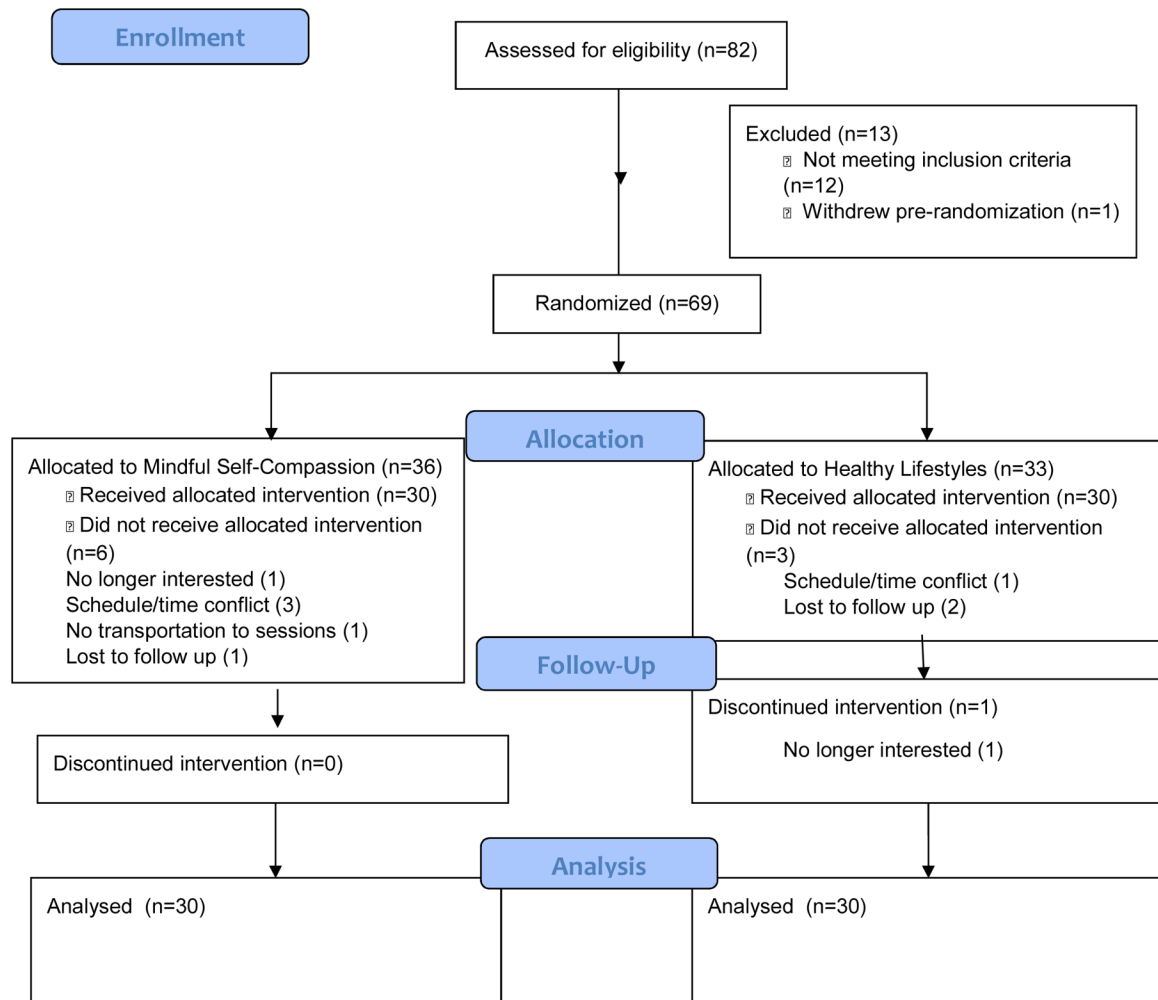 Enrollment
Assessed for eligibility (n=82)
Excluded (n=13)
Not meeting inclusion criteria
(n=12)
Withdrew pre-randomization (n=1)
Randomized (n=69)
Allocation
Allocated to Mindful Self-Compassion (n=36)
Received allocated intervention (n=30)
Did not receive allocated intervention
(n=6)
No longer interested (1)
Schedule/time conflict (3)
No transportation to sessions (1)
Lost to follow up (1)
Allocated to Healthy Lifestyles (n=33)
Received allocated intervention (n=30)
Did not receive allocated intervention
(n=3)
Schedule/time conflict (1)
Lost to follow up (2)
Follow-Up
Discontinued intervention (n=0)
Discontinued intervention (n=1)
No longer interested (1)
Analysis
Analysed (n=30)
Analysed (n=30)